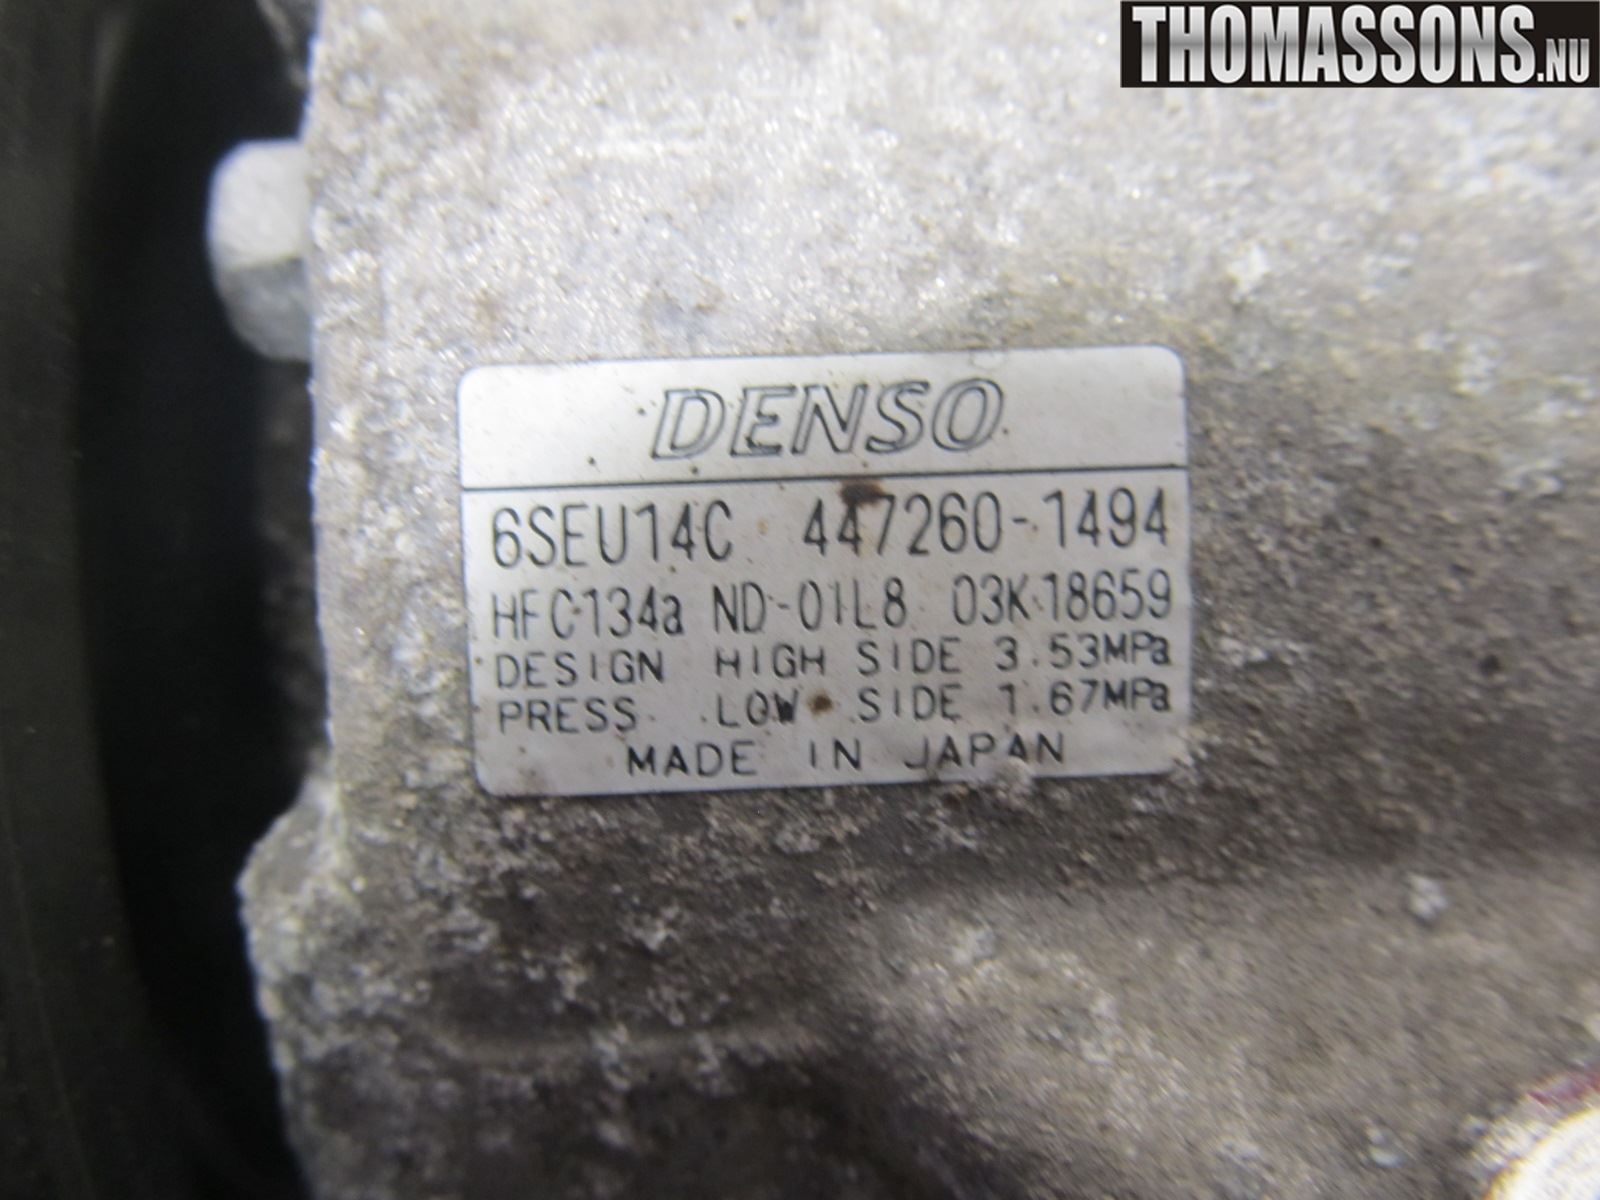 THOMASSONS.NU
DENSO
6SEU14C 447260-1494
HFC134a ND-OIL8 03K18659
DESIGN HIGH SIDE 3.53MPa
PRESS. LOW SIDE 1.67MPa
MADE IN JAPAN